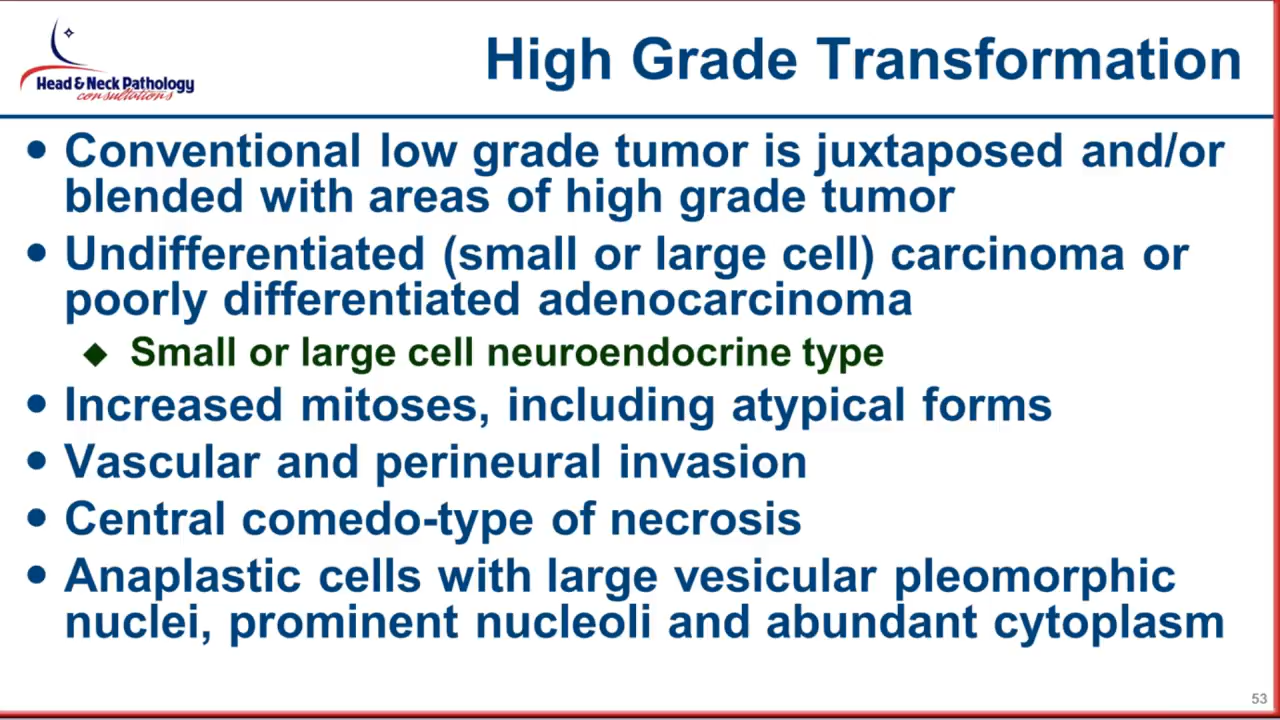 Head & Neck Pathology
consultations
High Grade Transformation
• Conventional low grade tumor is juxtaposed and/or
blended with areas of high grade tumor
• Undifferentiated (small or large cell) carcinoma or
poorly differentiated adenocarcinoma
◆ Small or large cell neuroendocrine type
• Increased mitoses, including atypical forms
• Vascular and perineural invasion
• Central comedo-type of necrosis
• Anaplastic cells with large vesicular pleomorphic
nuclei, prominent nucleoli and abundant cytoplasm
53